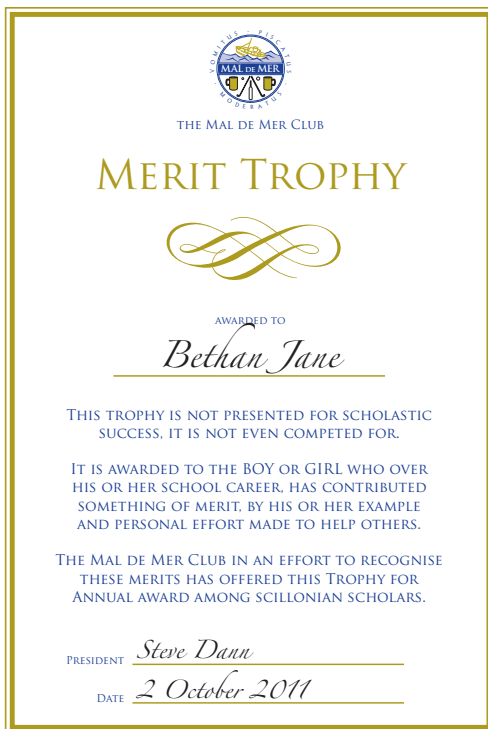 VOMITUS · PISCATUS
MAL DE MER
MODERATUS
THE MAL DE MER CLUB
MERIT TROPHY
AWARDED TO
Bethan Jane
THIS TROPHY IS NOT PRESENTED FOR SCHOLASTIC
SUCCESS, IT IS NOT EVEN COMPETED FOR.
IT IS AWARDED TO THE BOY OR GIRL WHO OVER
HIS OR HER SCHOOL CAREER, HAS CONTRIBUTED
SOMETHING OF MERIT, BY HIS OR HER EXAMPLE
AND PERSONAL EFFORT MADE TO HELP OTHERS.
THE MAL DE MER CLUB IN AN EFFORT TO RECOGNISE
THESE MERITS HAS OFFERED THIS TROPHY FOR
ANNUAL AWARD AMONG SCILLONIAN SCHOLARS.
PRESIDENT Steve Dann
DATE 2 October 2011